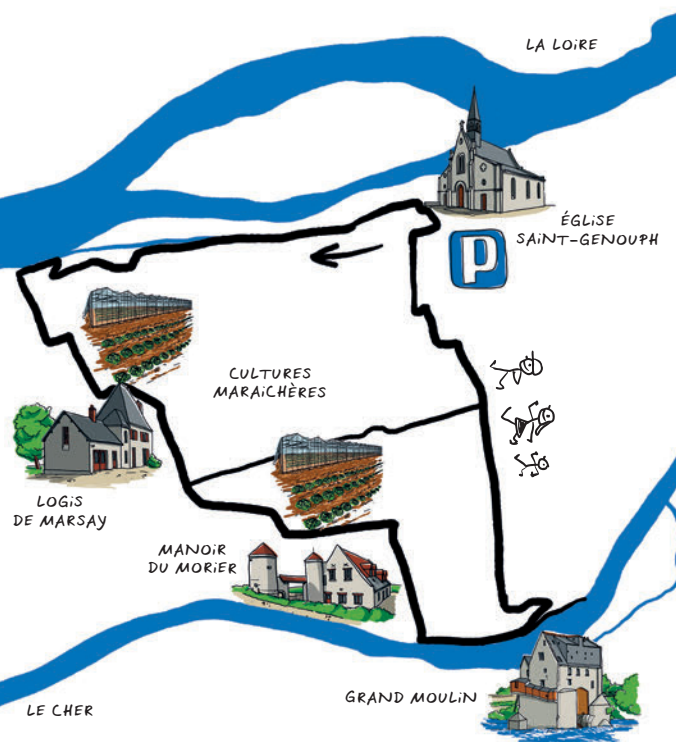 LA LOiRE
ÉGLiSE
SAiNT-GENOUPH
P
CULTURES
MARAiCHÈRES
LOGiS
DE MARSAY
MANOiR
DU MORiER
GRAND MOULiN
LE CHER